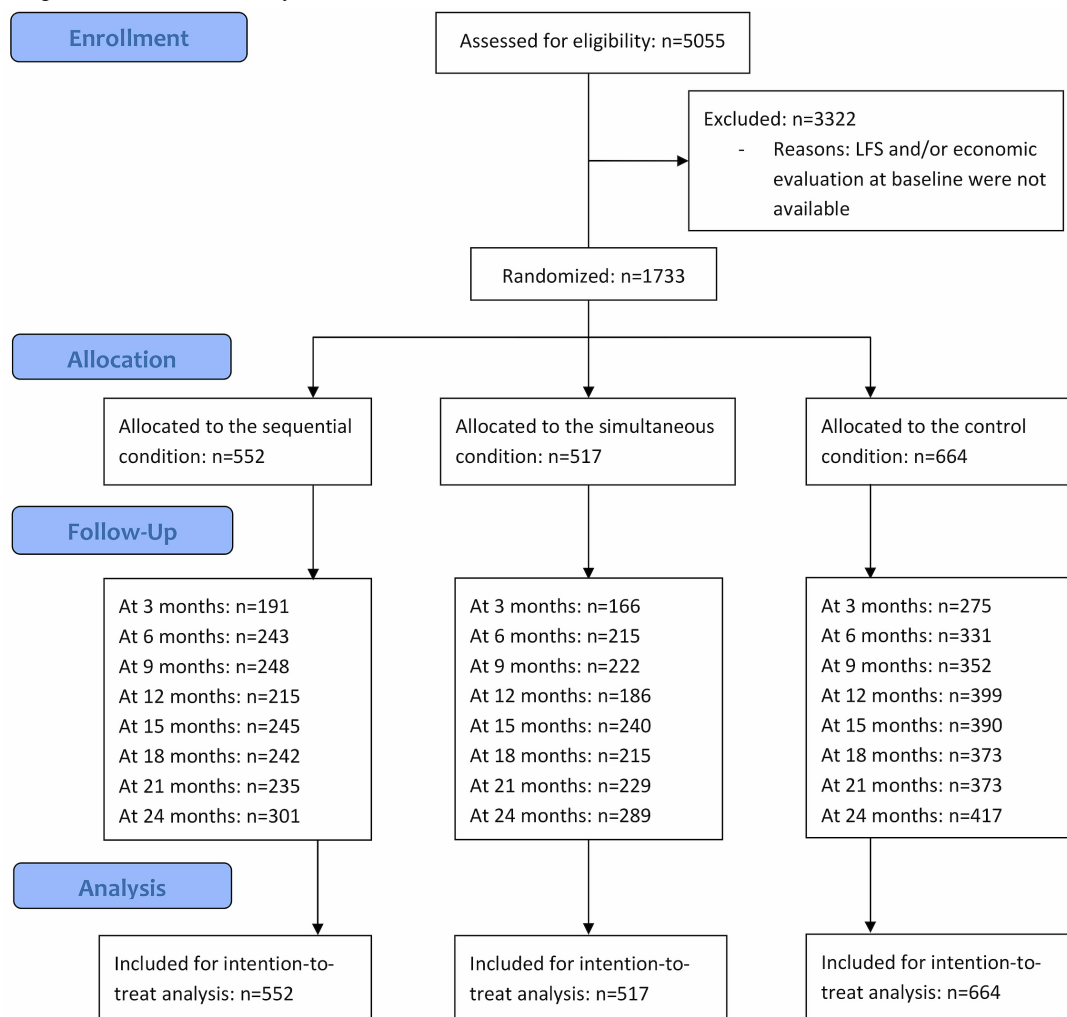 Enrollment
Assessed for eligibility: n=5055
Excluded: n=3322
- Reasons: LFS and/or economic
evaluation at baseline were not
available
Randomized: n=1733
Allocation
Allocated to the sequential
condition: n=552
Allocated to the simultaneous
condition: n=517
Allocated to the control
condition: n=664
Follow-Up
At 3 months: n=191
At 6 months: n=243
At 9 months: n=248
At 12 months: n=215
At 15 months: n=245
At 18 months: n=242
At 21 months: n=235
At 24 months: n=301
At 3 months: n=166
At 6 months: n=215
At 9 months: n=222
At 12 months: n=186
At 15 months: n=240
At 18 months: n=215
At 21 months: n=229
At 24 months: n=289
At 3 months: n=275
At 6 months: n=331
At 9 months: n=352
At 12 months: n=399
At 15 months: n=390
At 18 months: n=373
At 21 months: n=373
At 24 months: n=417
Analysis
Included for intention-to-
treat analysis: n=552
Included for intention-to-
treat analysis: n=517
Included for intention-to-
treat analysis: n=664